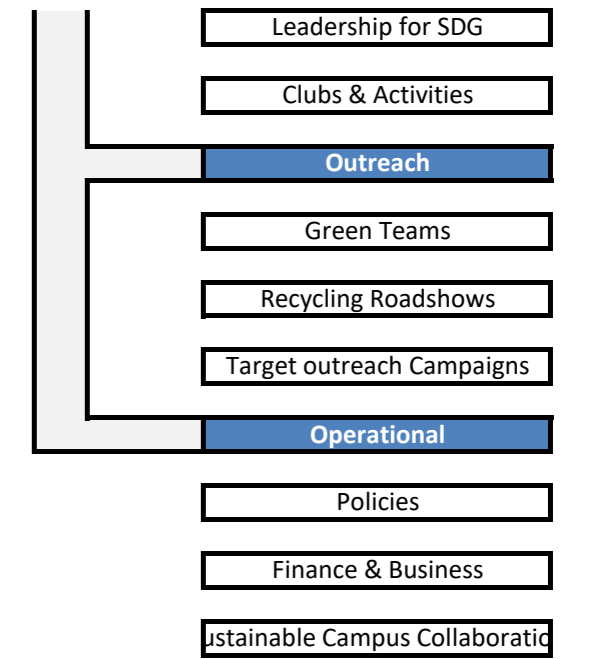 Leadership for SDG
Clubs & Activities
Outreach
Green Teams
Recycling Roadshows
Target outreach Campaigns
Operational
Policies
Finance & Business
ustainable Campus Collaboratio